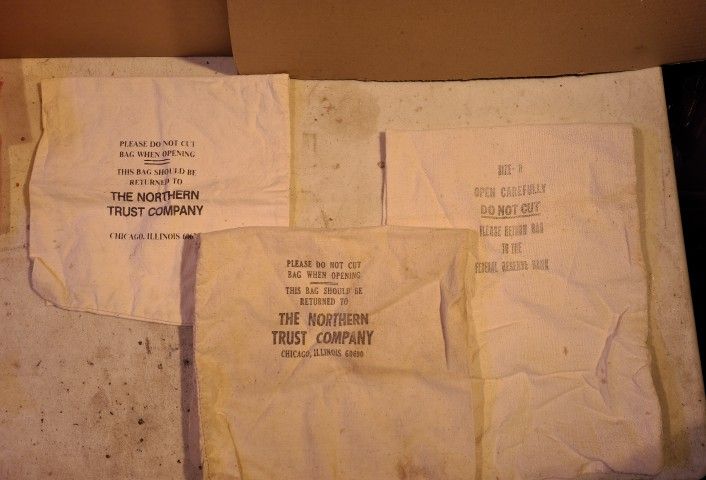 PLEASE DO NOT CUT
BAG WHEN OPENING
THIS BAG SHOULD BE
RETURNED TO
THE NORTHERN
TRUST COMPANY
CHICAGO, ILLINOIS
PLEASE DO NOT CUT
BAG WHEN OPENING
THIS BAG SHOULD BE
RETURNED TO
THE NORTHERN
TRUST COMPANY
CHICAGO, ILLINOIS 60690
SIZE-
OPEN CAREFULLY
DO NOT CUT
PLEASE RETURN BAG
TO THE
FEDERAL RESERVE BANK